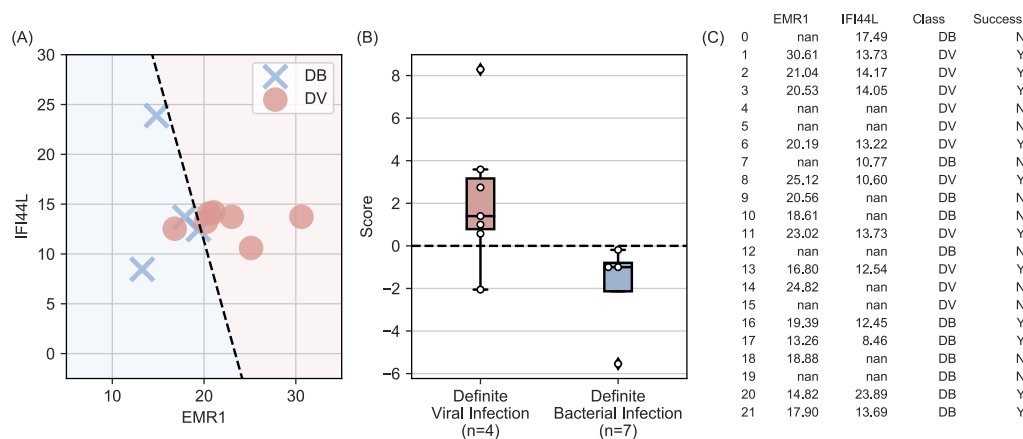 (A)
30
25
20
15
10
5
0
IFI44L
10
20
30
EMR1
DB
DV
(B)
8
6
4
2
0
−2
−4
−6
Score
Definite
Viral Infection
(n=4)
Definite
Bacterial Infection
(n=7)
(C)
EMR1 IFI44L Class Success
0 nan 17.49 DB N
1 30.61 13.73 DV Y
2 21.04 14.17 DV Y
3 20.53 14.05 DV Y
4 nan nan DV N
5 nan nan DV N
6 20.19 13.22 DV Y
7 nan 10.77 DB N
8 25.12 10.60 DV Y
9 20.56 nan DB N
10 18.61 nan DB N
11 23.02 13.73 DV Y
12 nan nan DB N
13 16.80 12.54 DV Y
14 24.82 nan DV N
15 nan nan DV N
16 19.39 12.45 DB Y
17 13.26 8.46 DB Y
18 18.88 nan DB N
19 nan nan DB N
20 14.82 23.89 DB Y
21 17.90 13.69 DB Y